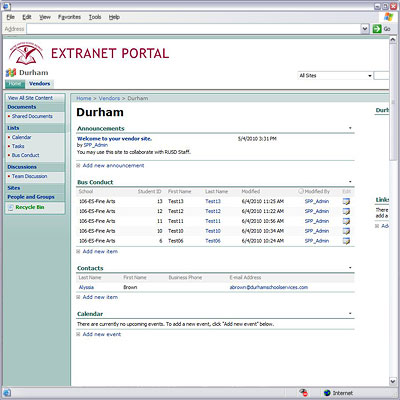 File Edit View Favorites Tools Help
Address Go
EXTRANET PORTAL
Durham
All Sites
Home Vendors
View All Site Content
Documents
Shared Documents
Lists
Calendar
Tasks
Bus Conduct
Discussions
Team Discussion
Sites
People and Groups
Recycle Bin
Home > Vendors > Durham
Durham
Announcements
Welcome to your vendor site. 5/4/2010 3:31 PM
by SPP_Admin
You may use this site to collaborate with RUSD Staff.
Add new announcement
Bus Conduct
School Student ID First Name Last Name Modified Modified By Edit
106-ES-Fine Arts 13 Test13 Test13 6/4/2010 11:25 AM SPP_Admin
106-ES-Fine Arts 12 Test12 Test12 6/4/2010 11:22 AM SPP_Admin
106-ES-Fine Arts 11 Test11 Test11 6/4/2010 10:56 AM SPP_Admin
106-ES-Fine Arts 10 Test10 Test10 6/4/2010 10:34 AM SPP_Admin
106-ES-Fine Arts 6 Test06 Test06 6/4/2010 10:24 AM SPP_Admin
Add new item
Contacts
Last Name First Name Business Phone E-mail Address
Alyssia Brown abrown@durhamschoolservices.com
Add new item
Calendar
There are currently no upcoming events. To add a new event, click "Add new event" below.
Add new event
Durh
Links
There
add a
Ad
Internet